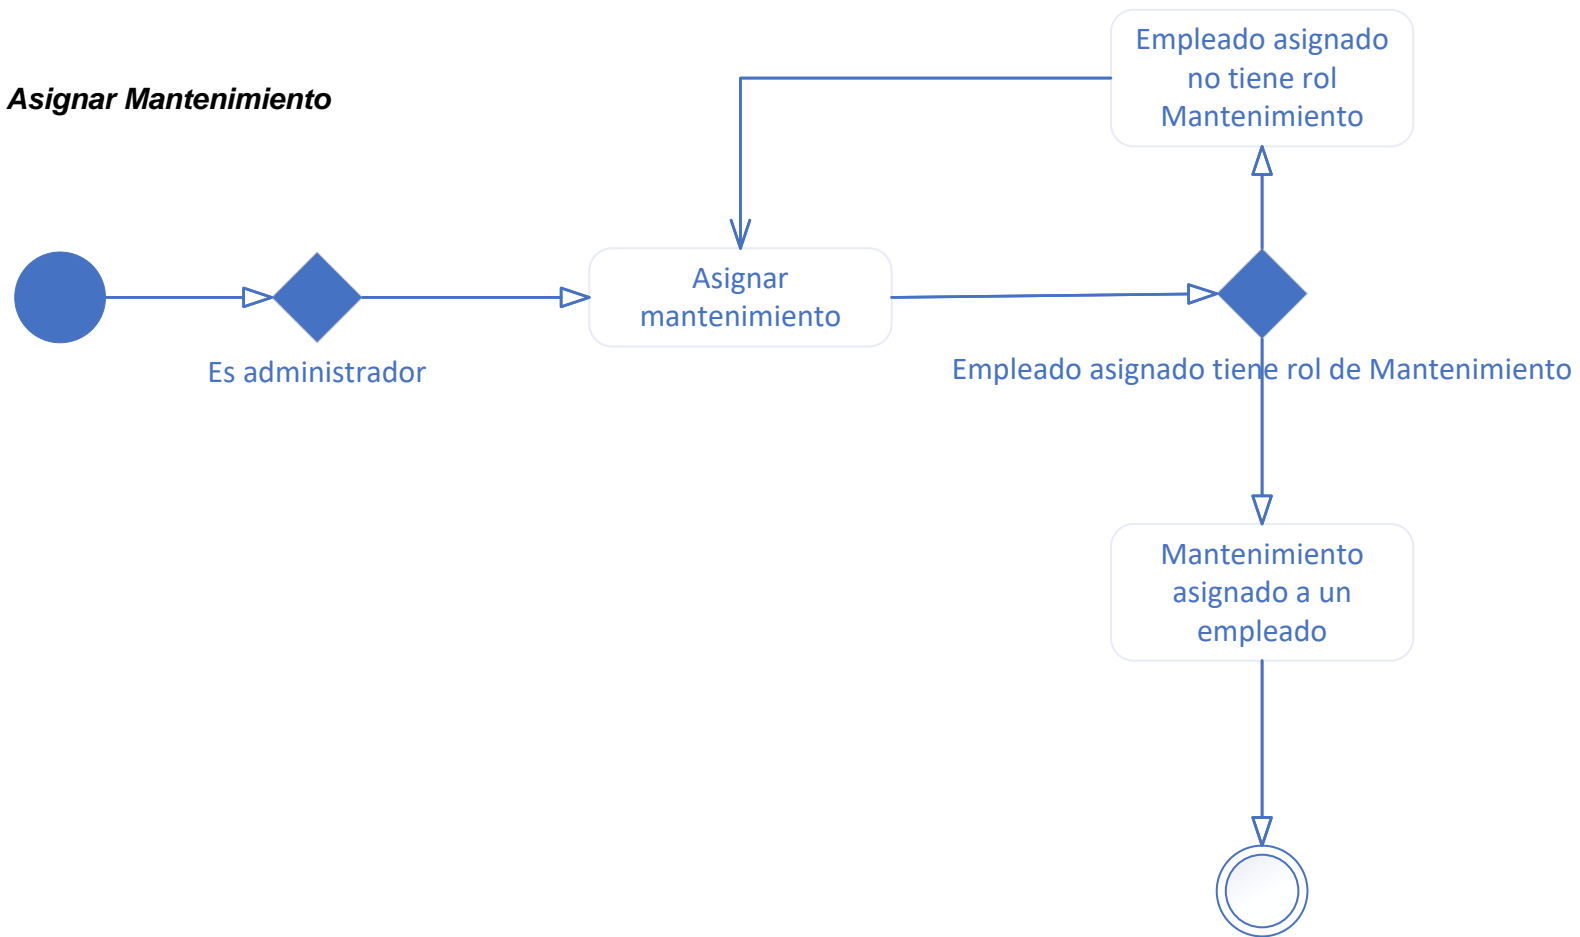 Asignar Mantenimiento
Empleado asignado
no tiene rol
Mantenimiento
Asignar
mantenimiento
Es administrador
Empleado asignado tiene rol de Mantenimiento
Mantenimiento
asignado a un
empleado